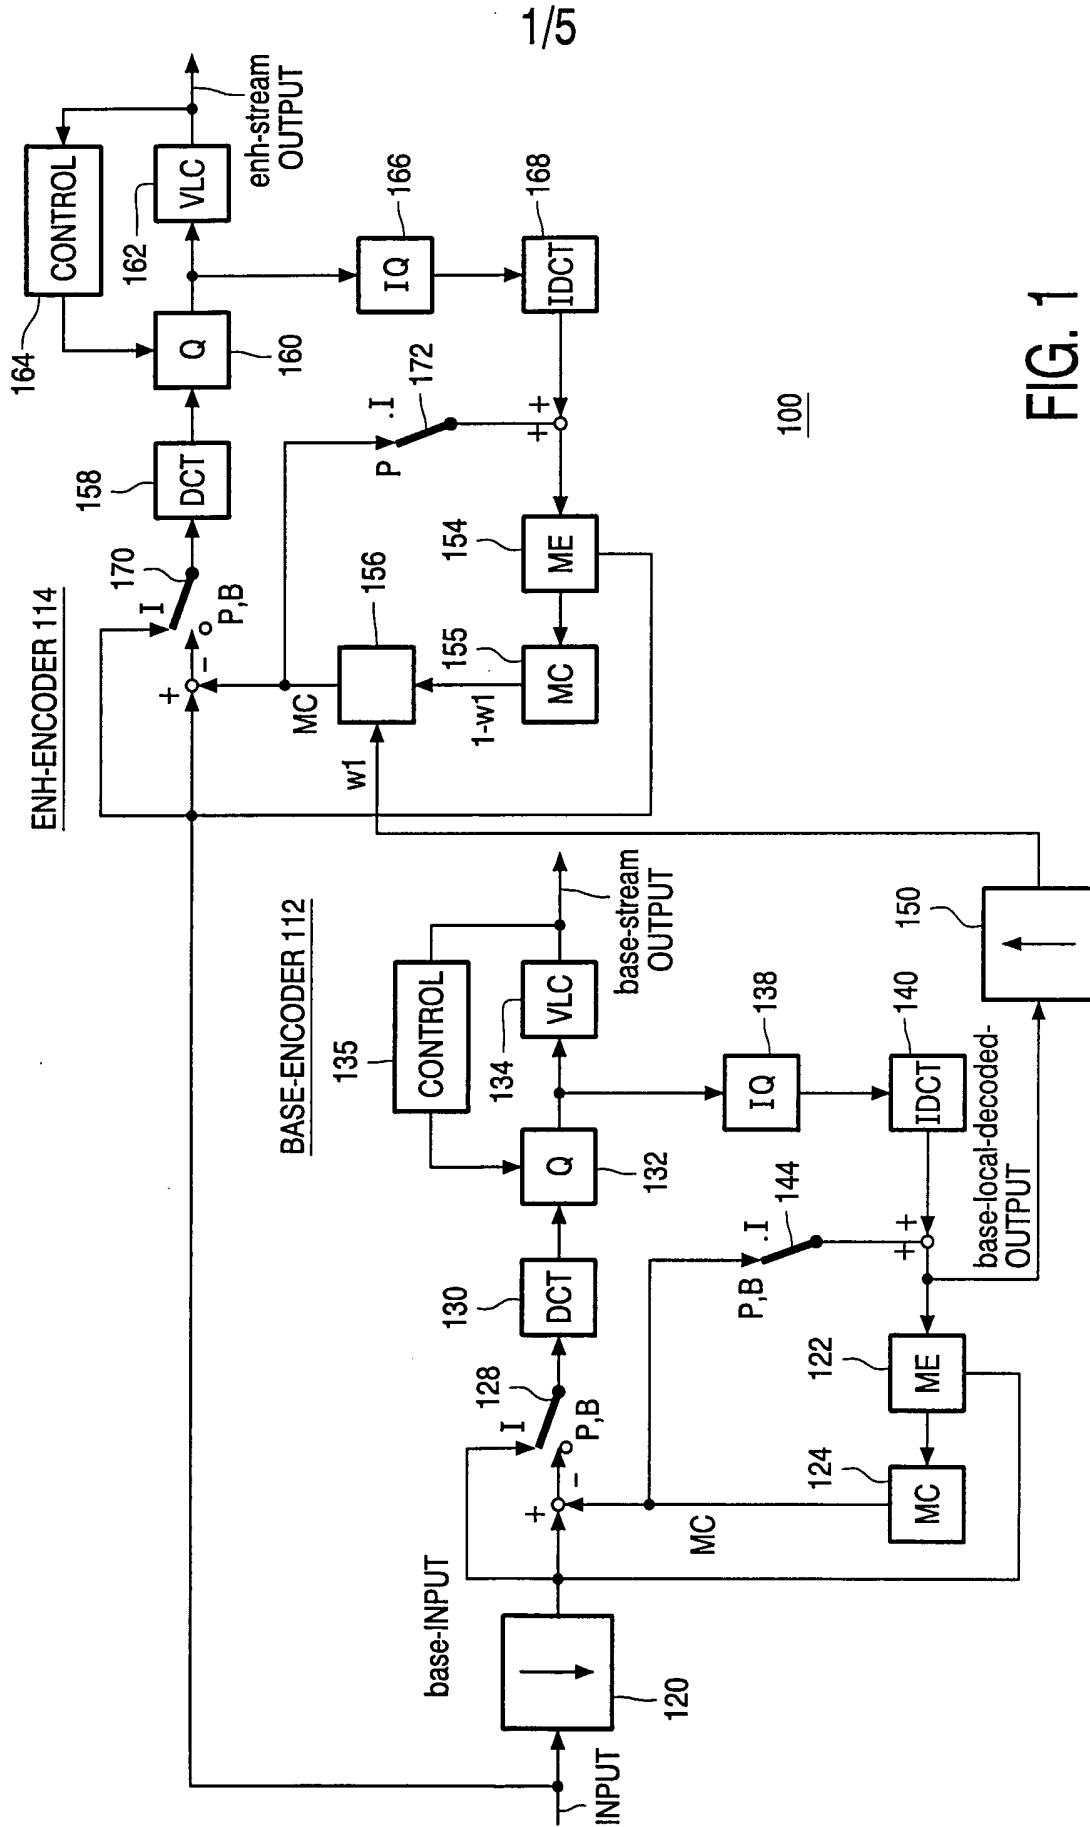 1/5
ENH-ENCODER 114
164
CONTROL
I
170
P,B
+
-
158
DCT
Q
160
162
VLC
enh-stream
OUTPUT
MC
156
w1
1-w1
155
MC
154
ME
P
.I
172
+
+
IQ
166
IDCT
168
BASE-ENCODER 112
135
CONTROL
INPUT
120
base-INPUT
+
-
I
128
P,B
130
DCT
Q
132
134
VLC
base-stream
OUTPUT
MC
124
MC
122
ME
P,B
.I
144
+
+
IQ
138
IDCT
140
base-local-decoded-
OUTPUT
150
100
FIG. 1